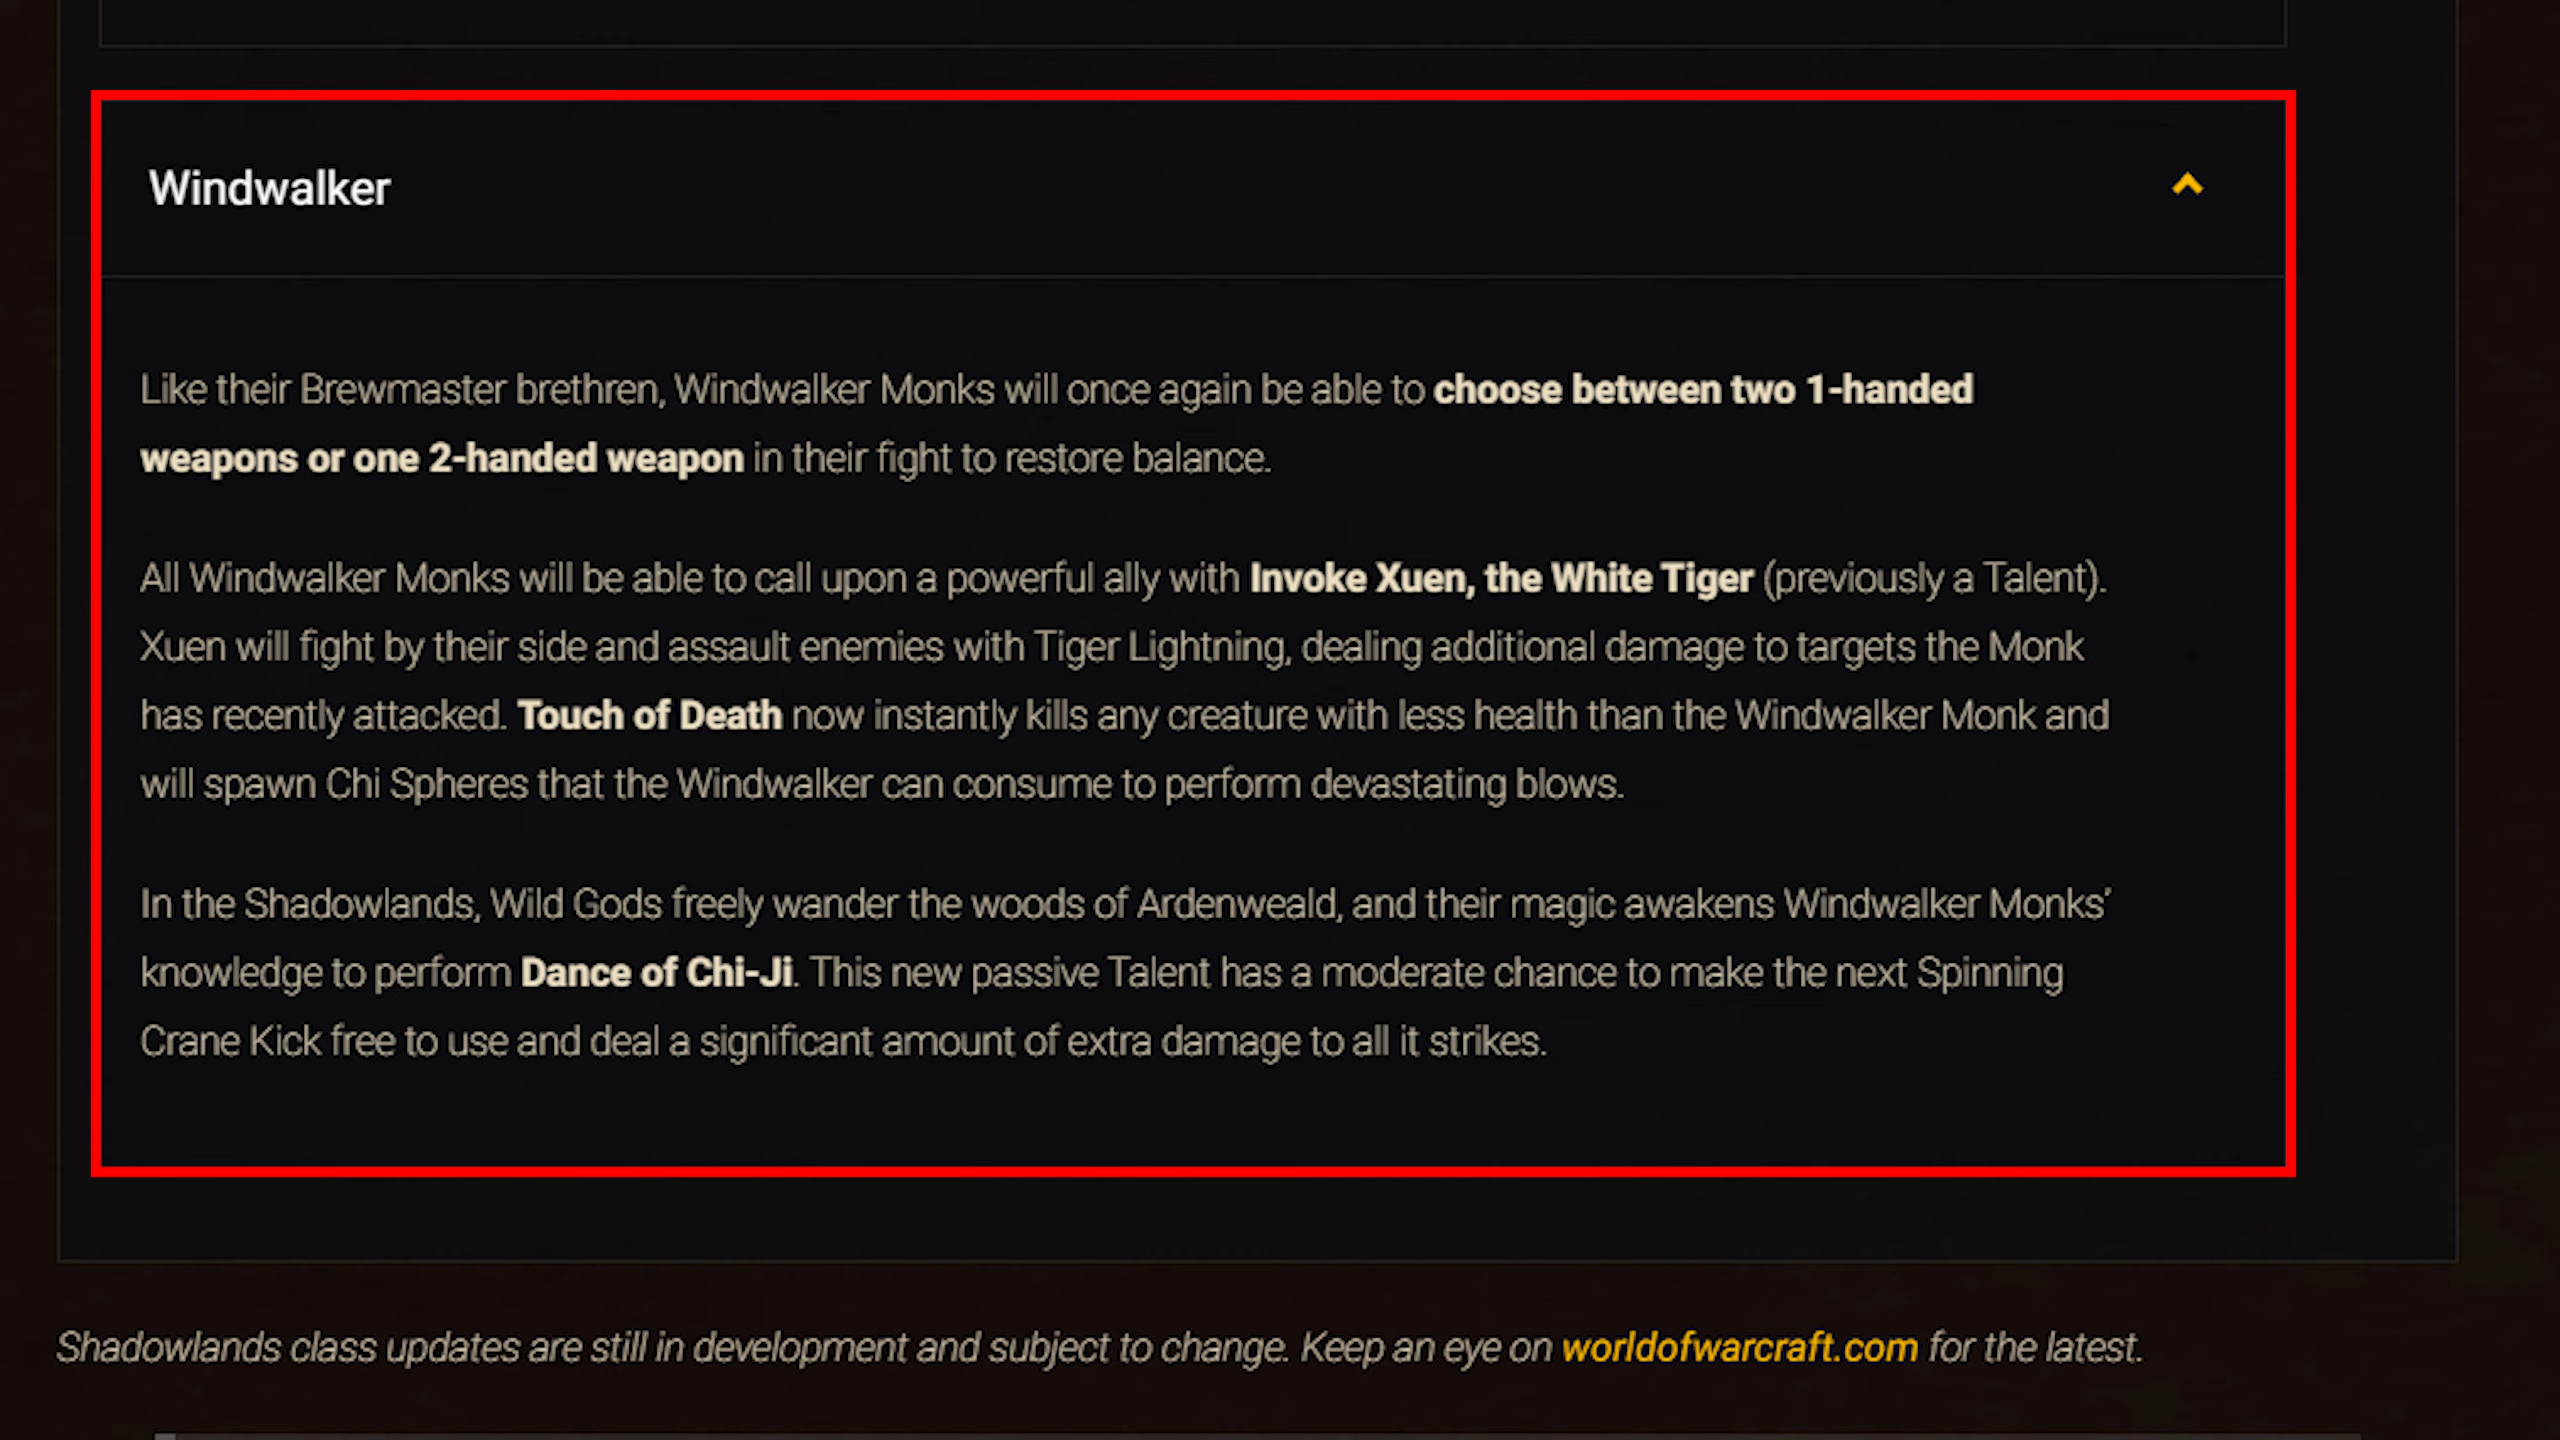 Windwalker
Like their Brewmaster brethren, Windwalker Monks will once again be able to choose between two 1-handed
weapons or one 2-handed weapon in their fight to restore balance.
All Windwalker Monks will be able to call upon a powerful ally with Invoke Xuen, the White Tiger (previously a Talent).
Xuen will fight by their side and assault enemies with Tiger Lightning, dealing additional damage to targets the Monk
has recently attacked. Touch of Death now instantly kills any creature with less health than the Windwalker Monk and
will spawn Chi Spheres that the Windwalker can consume to perform devastating blows.
In the Shadowlands, Wild Gods freely wander the woods of Ardenweald, and their magic awakens Windwalker Monks’
knowledge to perform Dance of Chi-Ji. This new passive Talent has a moderate chance to make the next Spinning
Crane Kick free to use and deal a significant amount of extra damage to all it strikes.
Shadowlands class updates are still in development and subject to change. Keep an eye on worldofwarcraft.com for the latest.